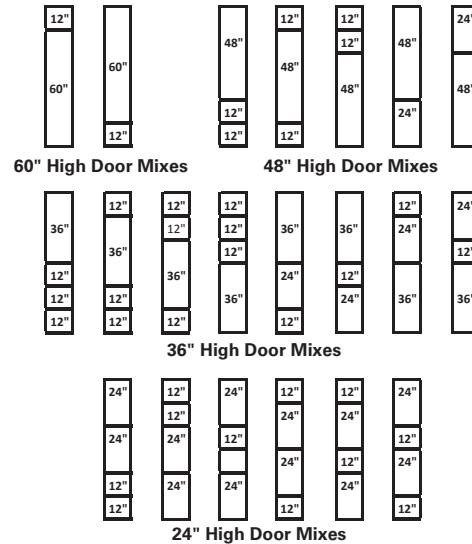 12" 12" 12" 24"
48" 12" 48"
60" 48"
60" 48" 48"
12" 24"
12" 12" 12"
60" High Door Mixes 48" High Door Mixes
12" 12" 12" 12" 24"
36" 12" 12" 36" 36" 24"
36" 12" 12"
12" 36" 24" 12"
12" 12" 36" 24" 36" 36"
12" 12" 12" 12"
36" High Door Mixes
24" 12" 24" 12" 12" 24"
12" 24" 24"
24" 24" 12" 12"
24" 12" 24"
12" 24" 24" 24"
12" 12" 12"
24" High Door Mixes